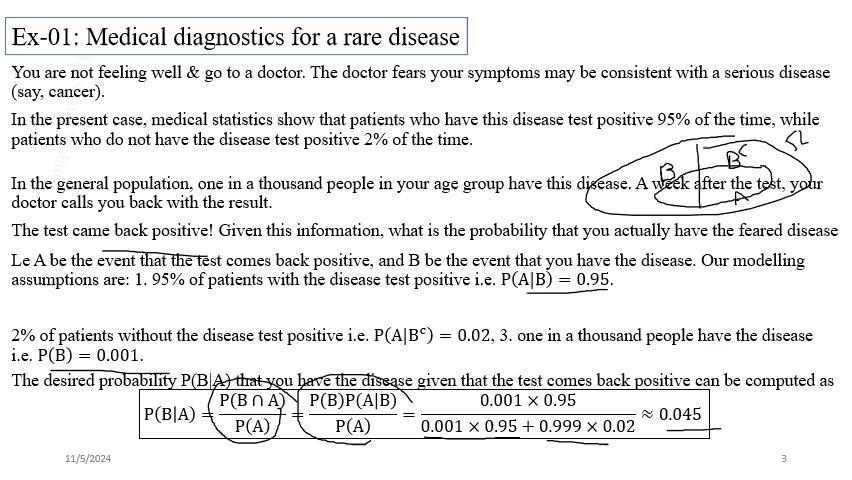 Ex-01: Medical diagnostics for a rare disease
You are not feeling well & go to a doctor. The doctor fears your symptoms may be consistent with a serious disease
(say, cancer).
In the present case, medical statistics show that patients who have this disease test positive 95% of the time, while
patients who do not have the disease test positive 2% of the time.
Ω
B Bᶜ
In the general population, one in a thousand people in your age group have this disease. A week after the test, your
A
doctor calls you back with the result.
The test came back positive! Given this information, what is the probability that you actually have the feared disease
Le A be the event that the test comes back positive, and B be the event that you have the disease. Our modelling
assumptions are: 1. 95% of patients with the disease test positive i.e. P(A|B) = 0.95.
2% of patients without the disease test positive i.e. P(A|Bᶜ) = 0.02, 3. one in a thousand people have the disease
i.e. P(B) = 0.001.
The desired probability P(B|A) that you have the disease given that the test comes back positive can be computed as
P(B|A) = P(B ∩ A) / P(A) = P(B)P(A|B) / P(A) = 0.001 × 0.95 / 0.001 × 0.95 + 0.999 × 0.02 ≈ 0.045
11/5/2024 3